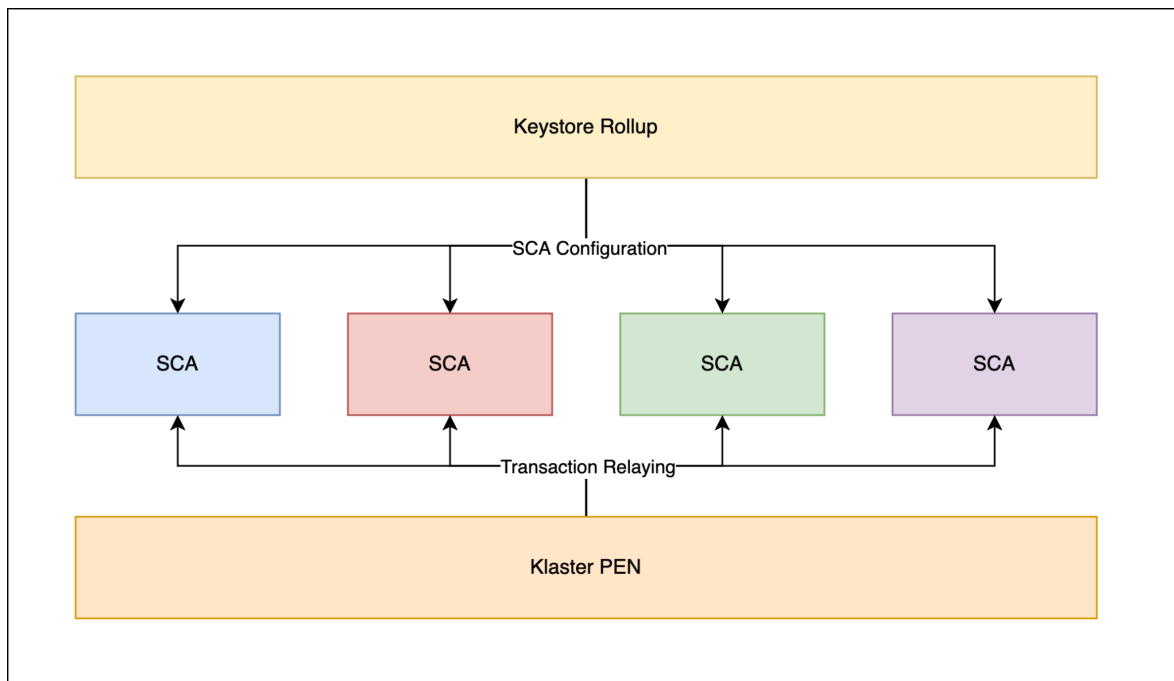 Keystore Rollup
SCA Configuration
SCA
SCA
SCA
SCA
Transaction Relaying
Klaster PEN